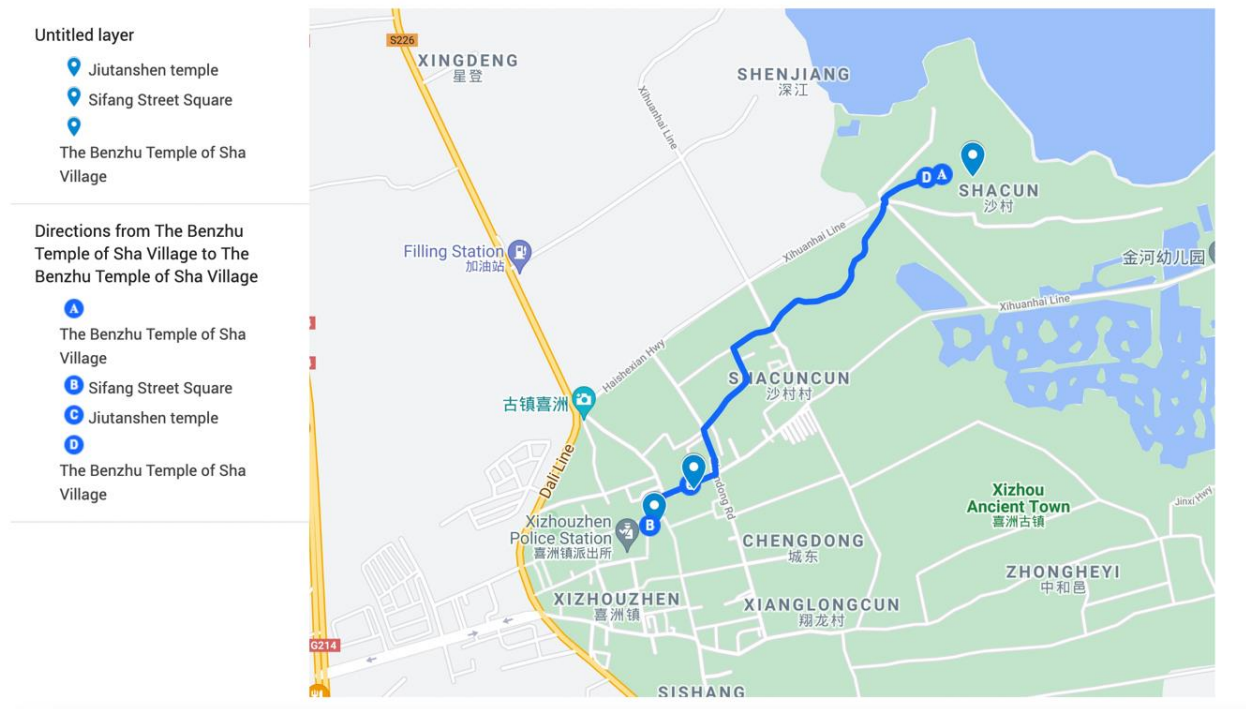 Untitled layer
Jiutanshen temple
Sifang Street Square
The Benzhu Temple of Sha
Village
Directions from The Benzhu
Temple of Sha Village to The
Benzhu Temple of Sha Village
A
The Benzhu Temple of Sha
Village
B Sifang Street Square
C Jiutanshen temple
D
The Benzhu Temple of Sha
Village
S226
XINGDENG
星登
SHENJIANG
深江
Xihuanhai Line
D A
SHACUN
沙村
Xihuanhai Line
Filling Station
加油站
金河幼儿园
Xihuanhai Line
Haishexian Hwy
SHACUNCUN
沙村村
古镇喜洲
Dali Line
Xizhou
Ancient Town
喜洲古镇
Jinxi Hwy
B
Xizhouzhen
Police Station
喜洲镇派出所
CHENGDONG
城东
ZHONGHEYI
中和邑
XIZHOUZHEN
喜洲镇
XIANGLONGCUN
翔龙村
G214
SISHANG